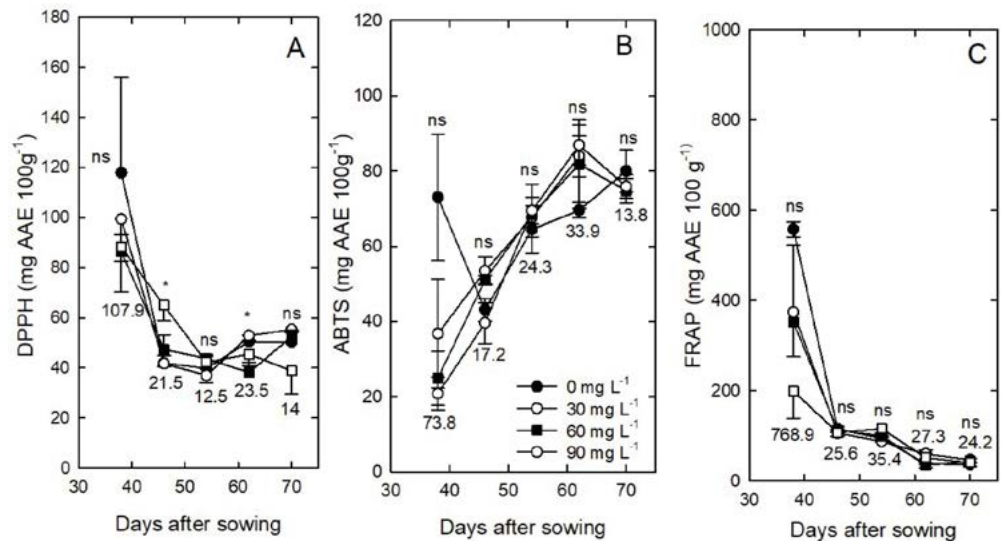 A
DPPH (mg AAE 100g⁻¹)
180
160
140
120
100
80
60
40
20
0
ns
*
ns
*
ns
107.9
21.5
12.5
23.5
14
30 40 50 60 70
Days after sowing
B
ABTS (mg AAE 100g⁻¹)
120
100
80
60
40
20
0
ns
ns
ns
ns
ns
73.8
17.2
24.3
33.9
13.8
0 mg L⁻¹
30 mg L⁻¹
60 mg L⁻¹
90 mg L⁻¹
30 40 50 60 70
Days after sowing
C
FRAP (mg AAE 100 g⁻¹)
1000
800
600
400
200
0
ns
ns
ns
ns
ns
768.9
25.6
35.4
27.3
24.2
30 40 50 60 70
Days after sowing